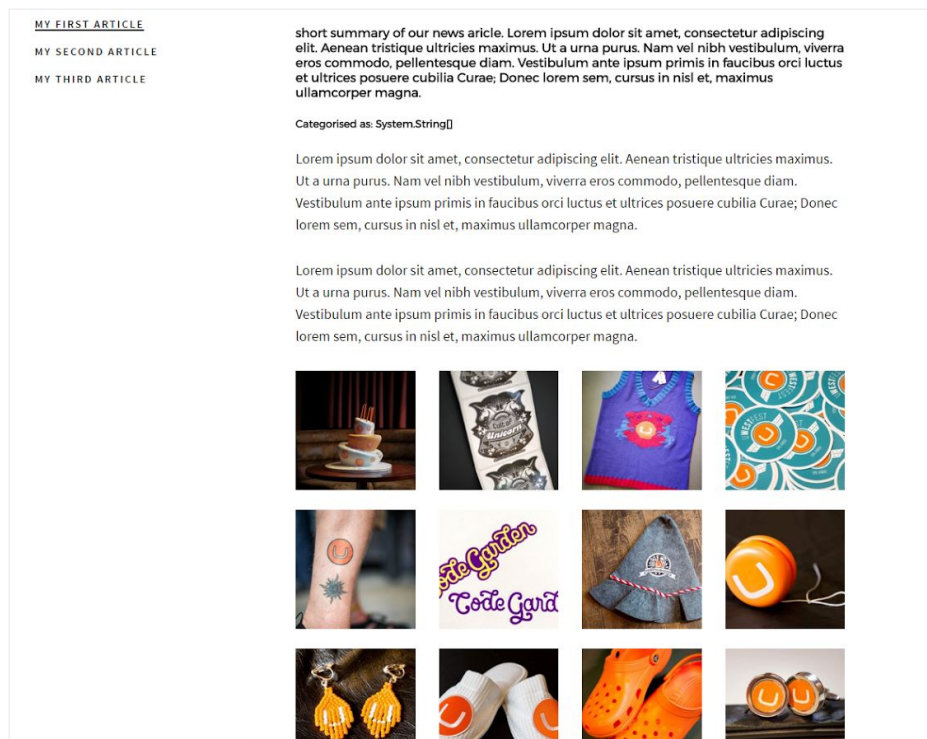 MY FIRST ARTICLE
MY SECOND ARTICLE
MY THIRD ARTICLE
short summary of our news aricle. Lorem ipsum dolor sit amet, consectetur adipiscing
elit. Aenean tristique ultricies maximus. Ut a urna purus. Nam vel nibh vestibulum, viverra
eros commodo, pellentesque diam. Vestibulum ante ipsum primis in faucibus orci luctus
et ultrices posuere cubilia Curae; Donec lorem sem, cursus in nisl et, maximus
ullamcorper magna.
Categorised as: System.String[]
Lorem ipsum dolor sit amet, consectetur adipiscing elit. Aenean tristique ultricies maximus.
Ut a urna purus. Nam vel nibh vestibulum, viverra eros commodo, pellentesque diam.
Vestibulum ante ipsum primis in faucibus orci luctus et ultrices posuere cubilia Curae; Donec
lorem sem, cursus in nisl et, maximus ullamcorper magna.
Lorem ipsum dolor sit amet, consectetur adipiscing elit. Aenean tristique ultricies maximus.
Ut a urna purus. Nam vel nibh vestibulum, viverra eros commodo, pellentesque diam.
Vestibulum ante ipsum primis in faucibus orci luctus et ultrices posuere cubilia Curae; Donec
lorem sem, cursus in nisl et, maximus ullamcorper magna.
Cult of
Unicorn
UWESTFEST
ode Garden
Code Gard